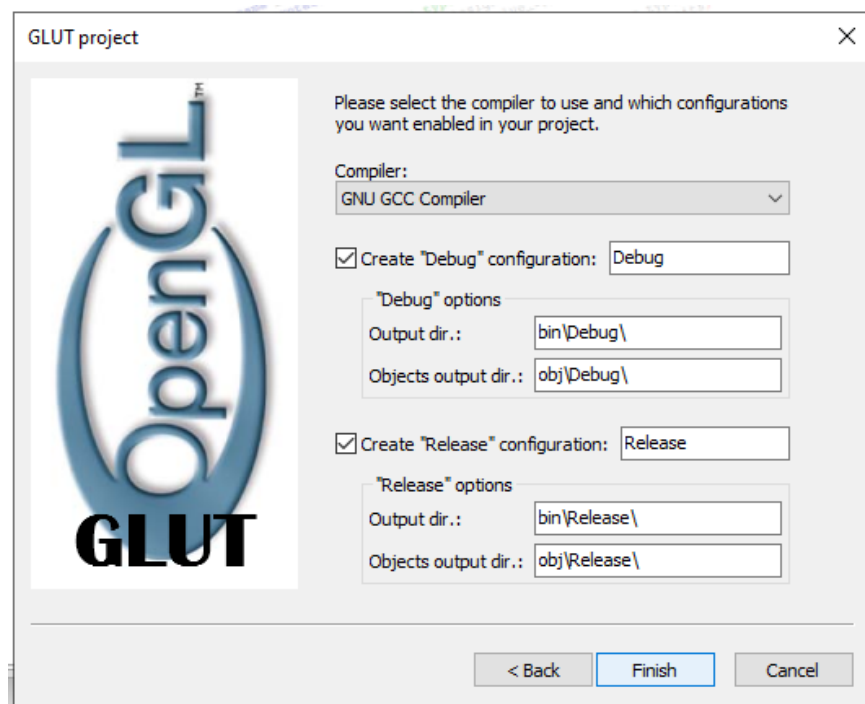 GLUT project
OpenGL™
GLUT
Please select the compiler to use and which configurations
you want enabled in your project.
Compiler:
GNU GCC Compiler
Create "Debug" configuration: Debug
"Debug" options
Output dir.: bin\Debug\
Objects output dir.: obj\Debug\
Create "Release" configuration: Release
"Release" options
Output dir.: bin\Release\
Objects output dir.: obj\Release\
< Back Finish Cancel